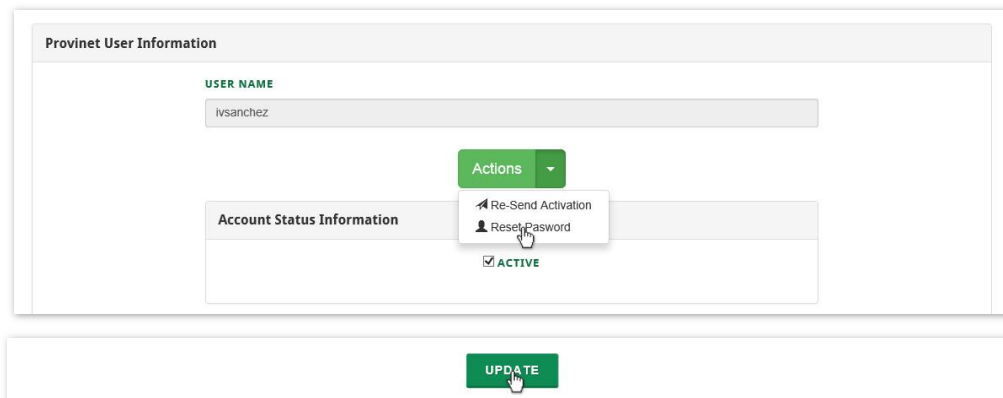 Provinet User Information
USER NAME
ivsanchez
Actions
Re-Send Activation
Reset Pasword
Account Status Information
ACTIVE
UPDATE